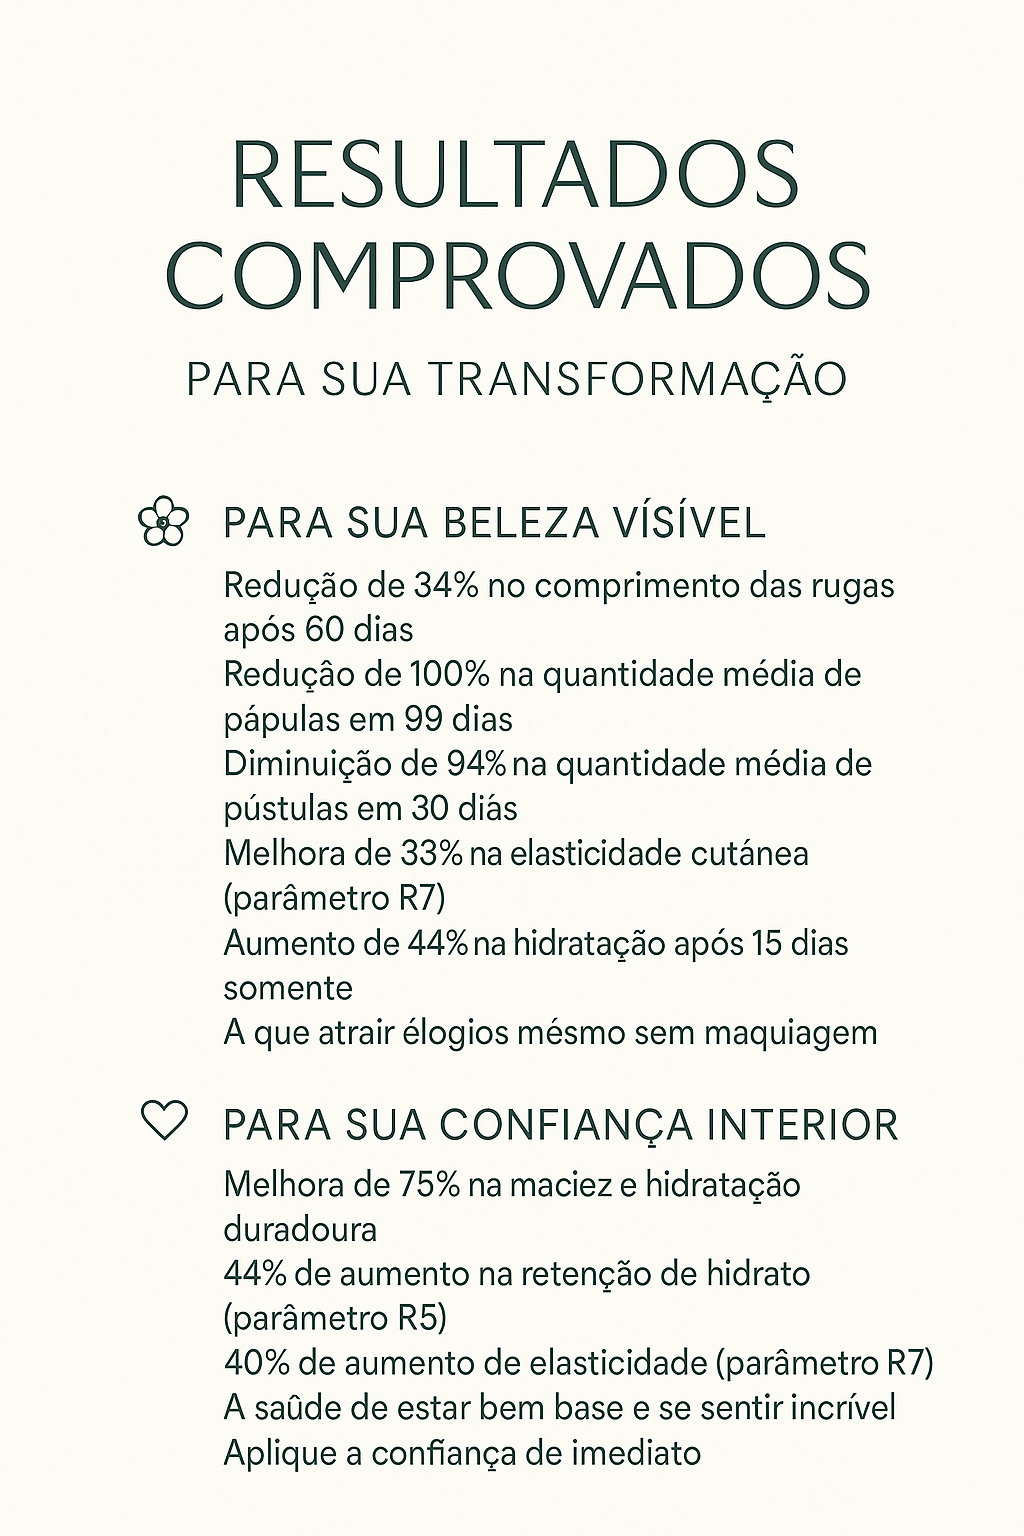 RESULTADOS
COMPROVADOS
PARA SUA TRANSFORMAÇÃO
PARA SUA BELEZA VÍSÍVEL
Redução de 34% no comprimento das rugas
após 60 dias
Reduçâo de 100% na quantidade média de
pápulas em 99 dias
Diminuição de 94% na quantidade média de
pústulas em 30 diás
Melhora de 33% na elasticidade cutánea
(parâmetro R7)
Aumento de 44% na hidratação após 15 dias
somente
A que atrair élogios mésmo sem maquiagem
PARA SUA CONFIANÇA INTERIOR
Melhora de 75% na maciez e hidratação
duradoura
44% de aumento na retenção de hidrato
(parâmetro R5)
40% de aumento de elasticidade (parâmetro R7)
A saûde de estar bem base e se sentir incrível
Aplique a confiança de imediato